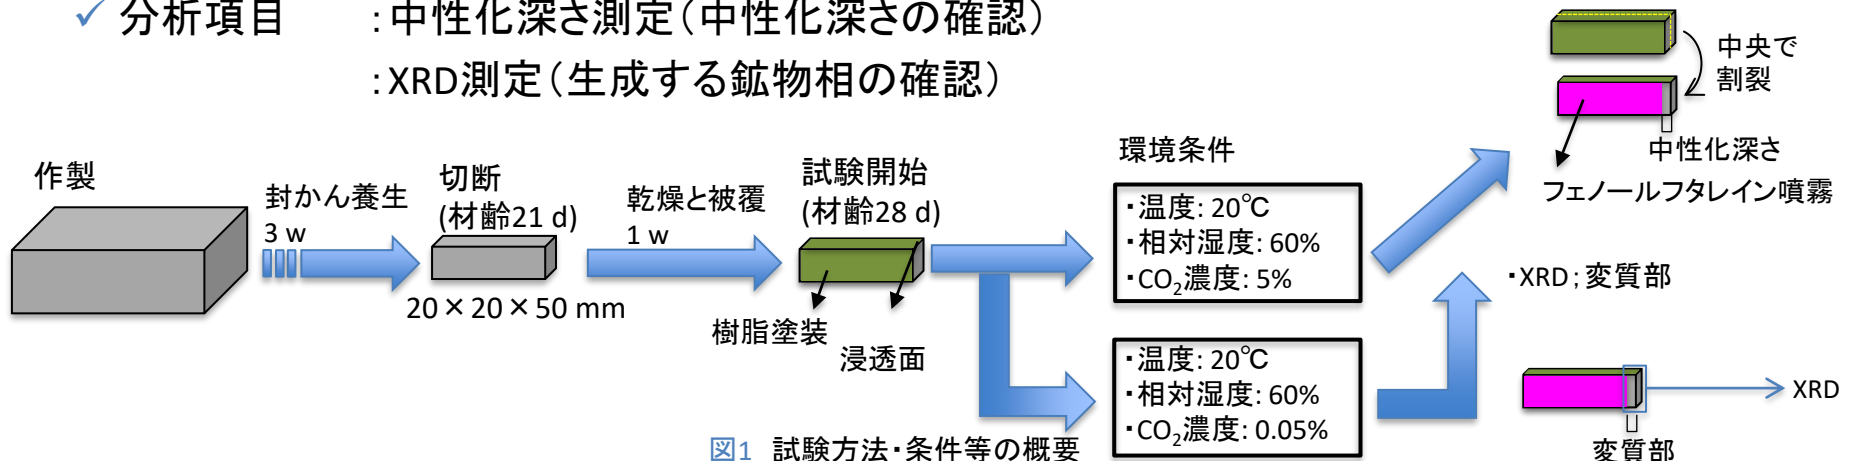 ✓ 分析項目 :中性化深さ測定(中性化深さの確認)
:XRD測定(生成する鉱物相の確認)
中央で
割裂
中性化深さ
フェノールフタレイン噴霧
作製
封かん養生
3 w
切断
(材齢21 d)
20×20×50 mm
乾燥と被覆
1 w
試験開始
(材齢28 d)
樹脂塗装
浸透面
環境条件
・温度: 20℃
・相対湿度: 60%
・CO₂濃度: 5%
・温度: 20℃
・相対湿度: 60%
・CO₂濃度: 0.05%
・XRD;変質部
XRD
変質部
図1 試験方法・条件等の概要